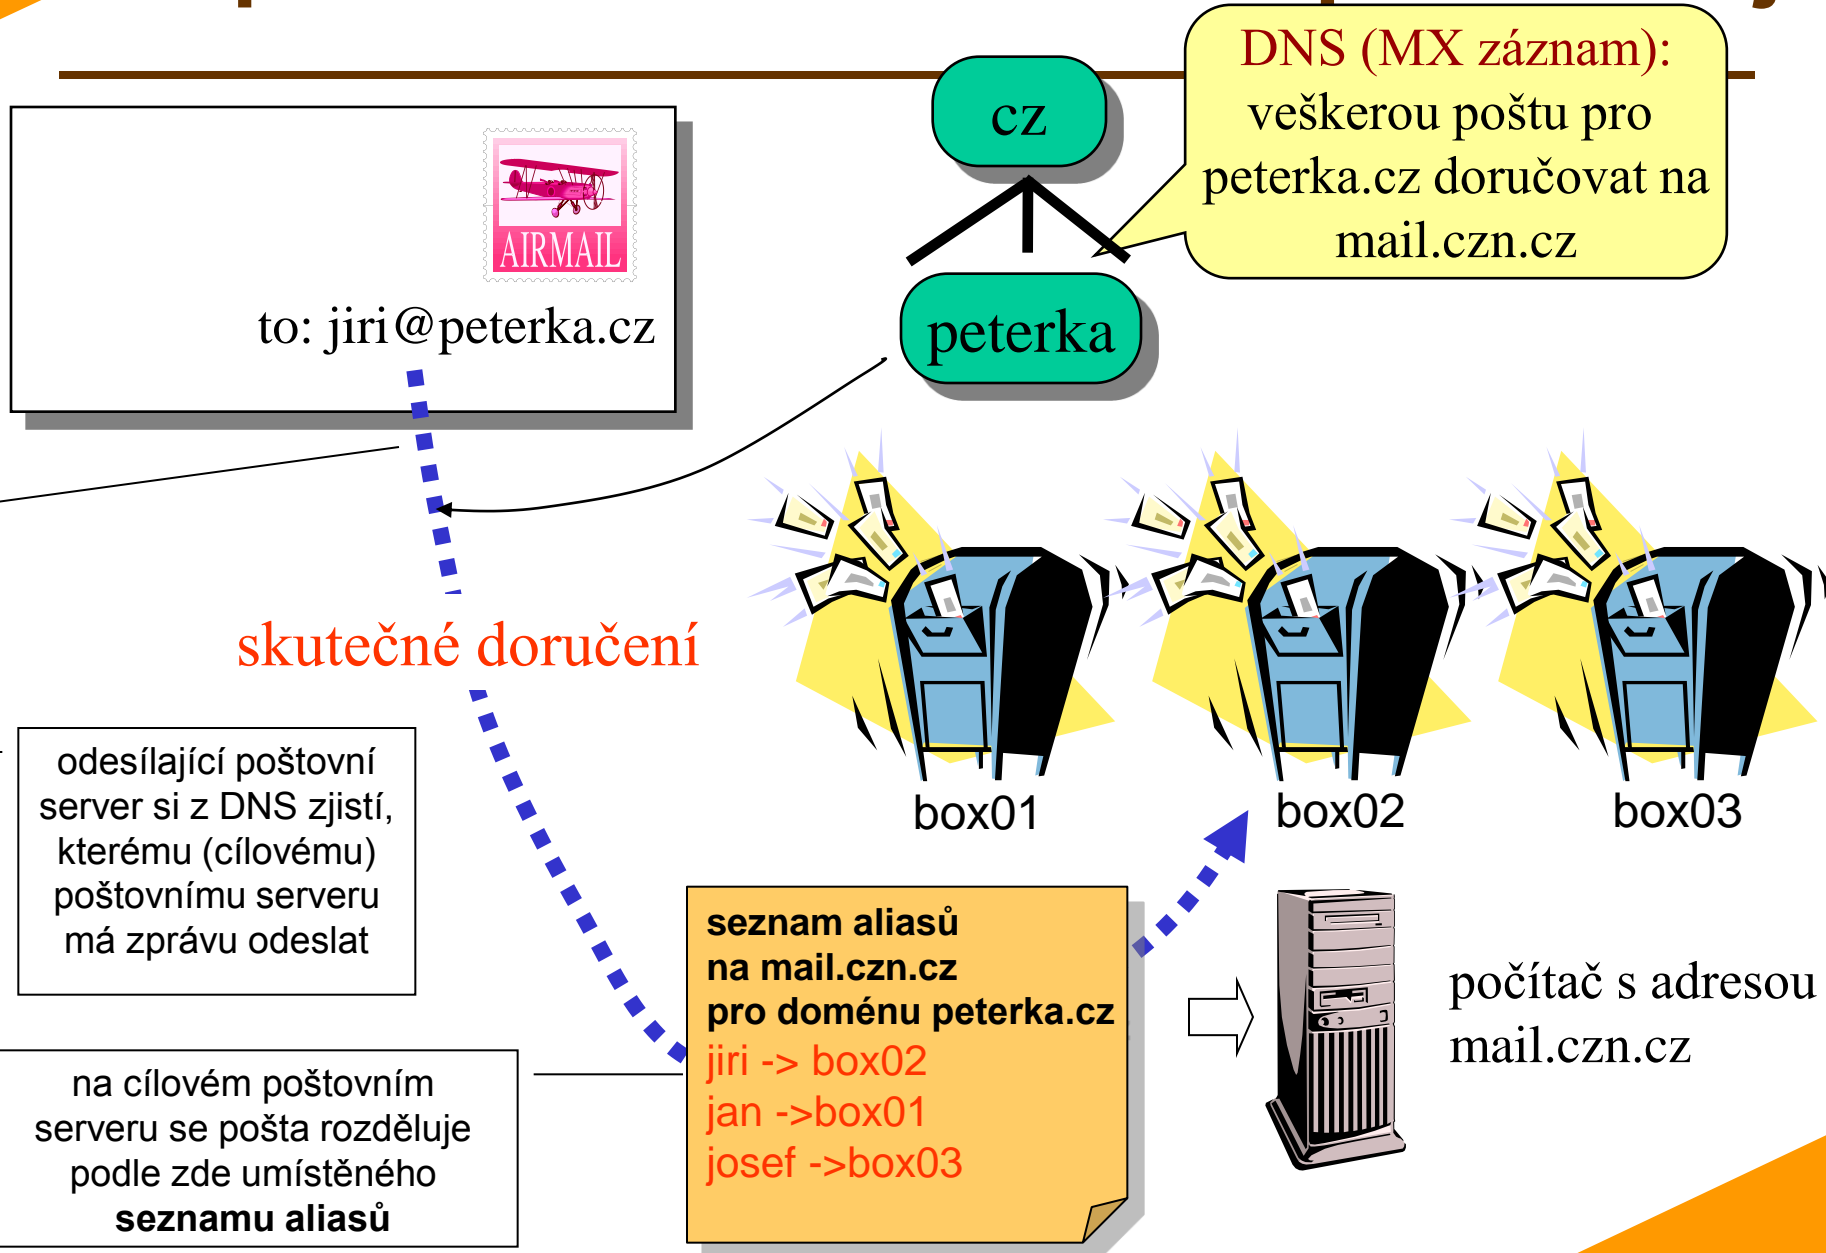 DNS (MX záznam):
veškerou poštu pro
peterka.cz doručovat na
mail.czn.cz
cz
peterka
AIRMAIL
to: jiri@peterka.cz
skutečné doručení
box01
box02
box03
odesílající poštovní
server si z DNS zjistí,
kterému (cílovému)
poštovnímu serveru
má zprávu odeslat
seznam aliasů
na mail.czn.cz
pro doménu peterka.cz
jiri -> box02
jan ->box01
josef ->box03
počítač s adresou
mail.czn.cz
na cílovém poštovním
serveru se pošta rozděluje
podle zde umístěného
seznamu aliasů